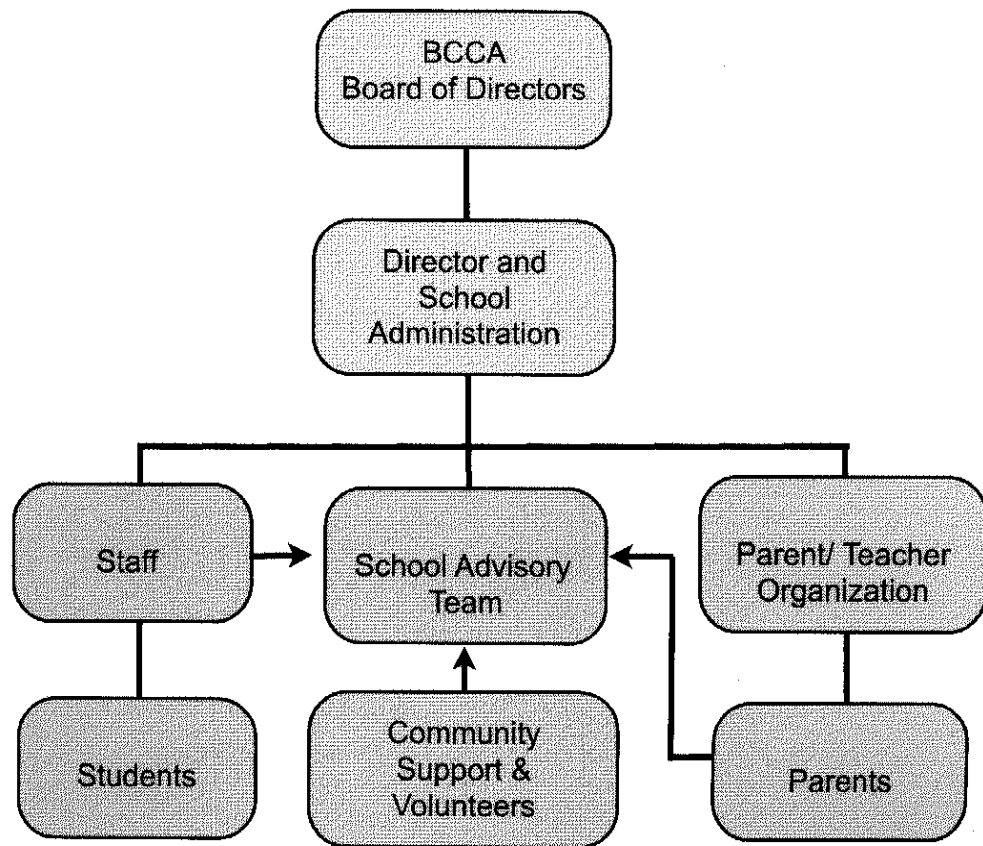 BCCA
Board of Directors
Director and
School
Administration
Staff
School Advisory
Team
Parent/ Teacher
Organization
Students
Community
Support &
Volunteers
Parents